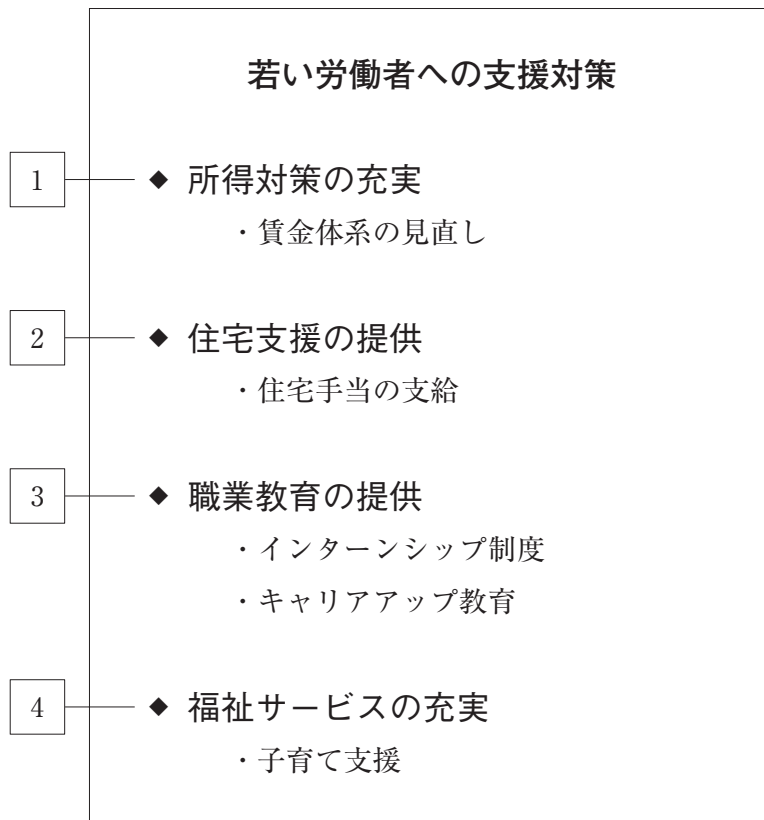 若い労働者への支援対策
1 ◆ 所得対策の充実
・賃金体系の見直し
2 ◆ 住宅支援の提供
・住宅手当の支給
3 ◆ 職業教育の提供
・インターンシップ制度
・キャリアアップ教育
4 ◆ 福祉サービスの充実
・子育て支援